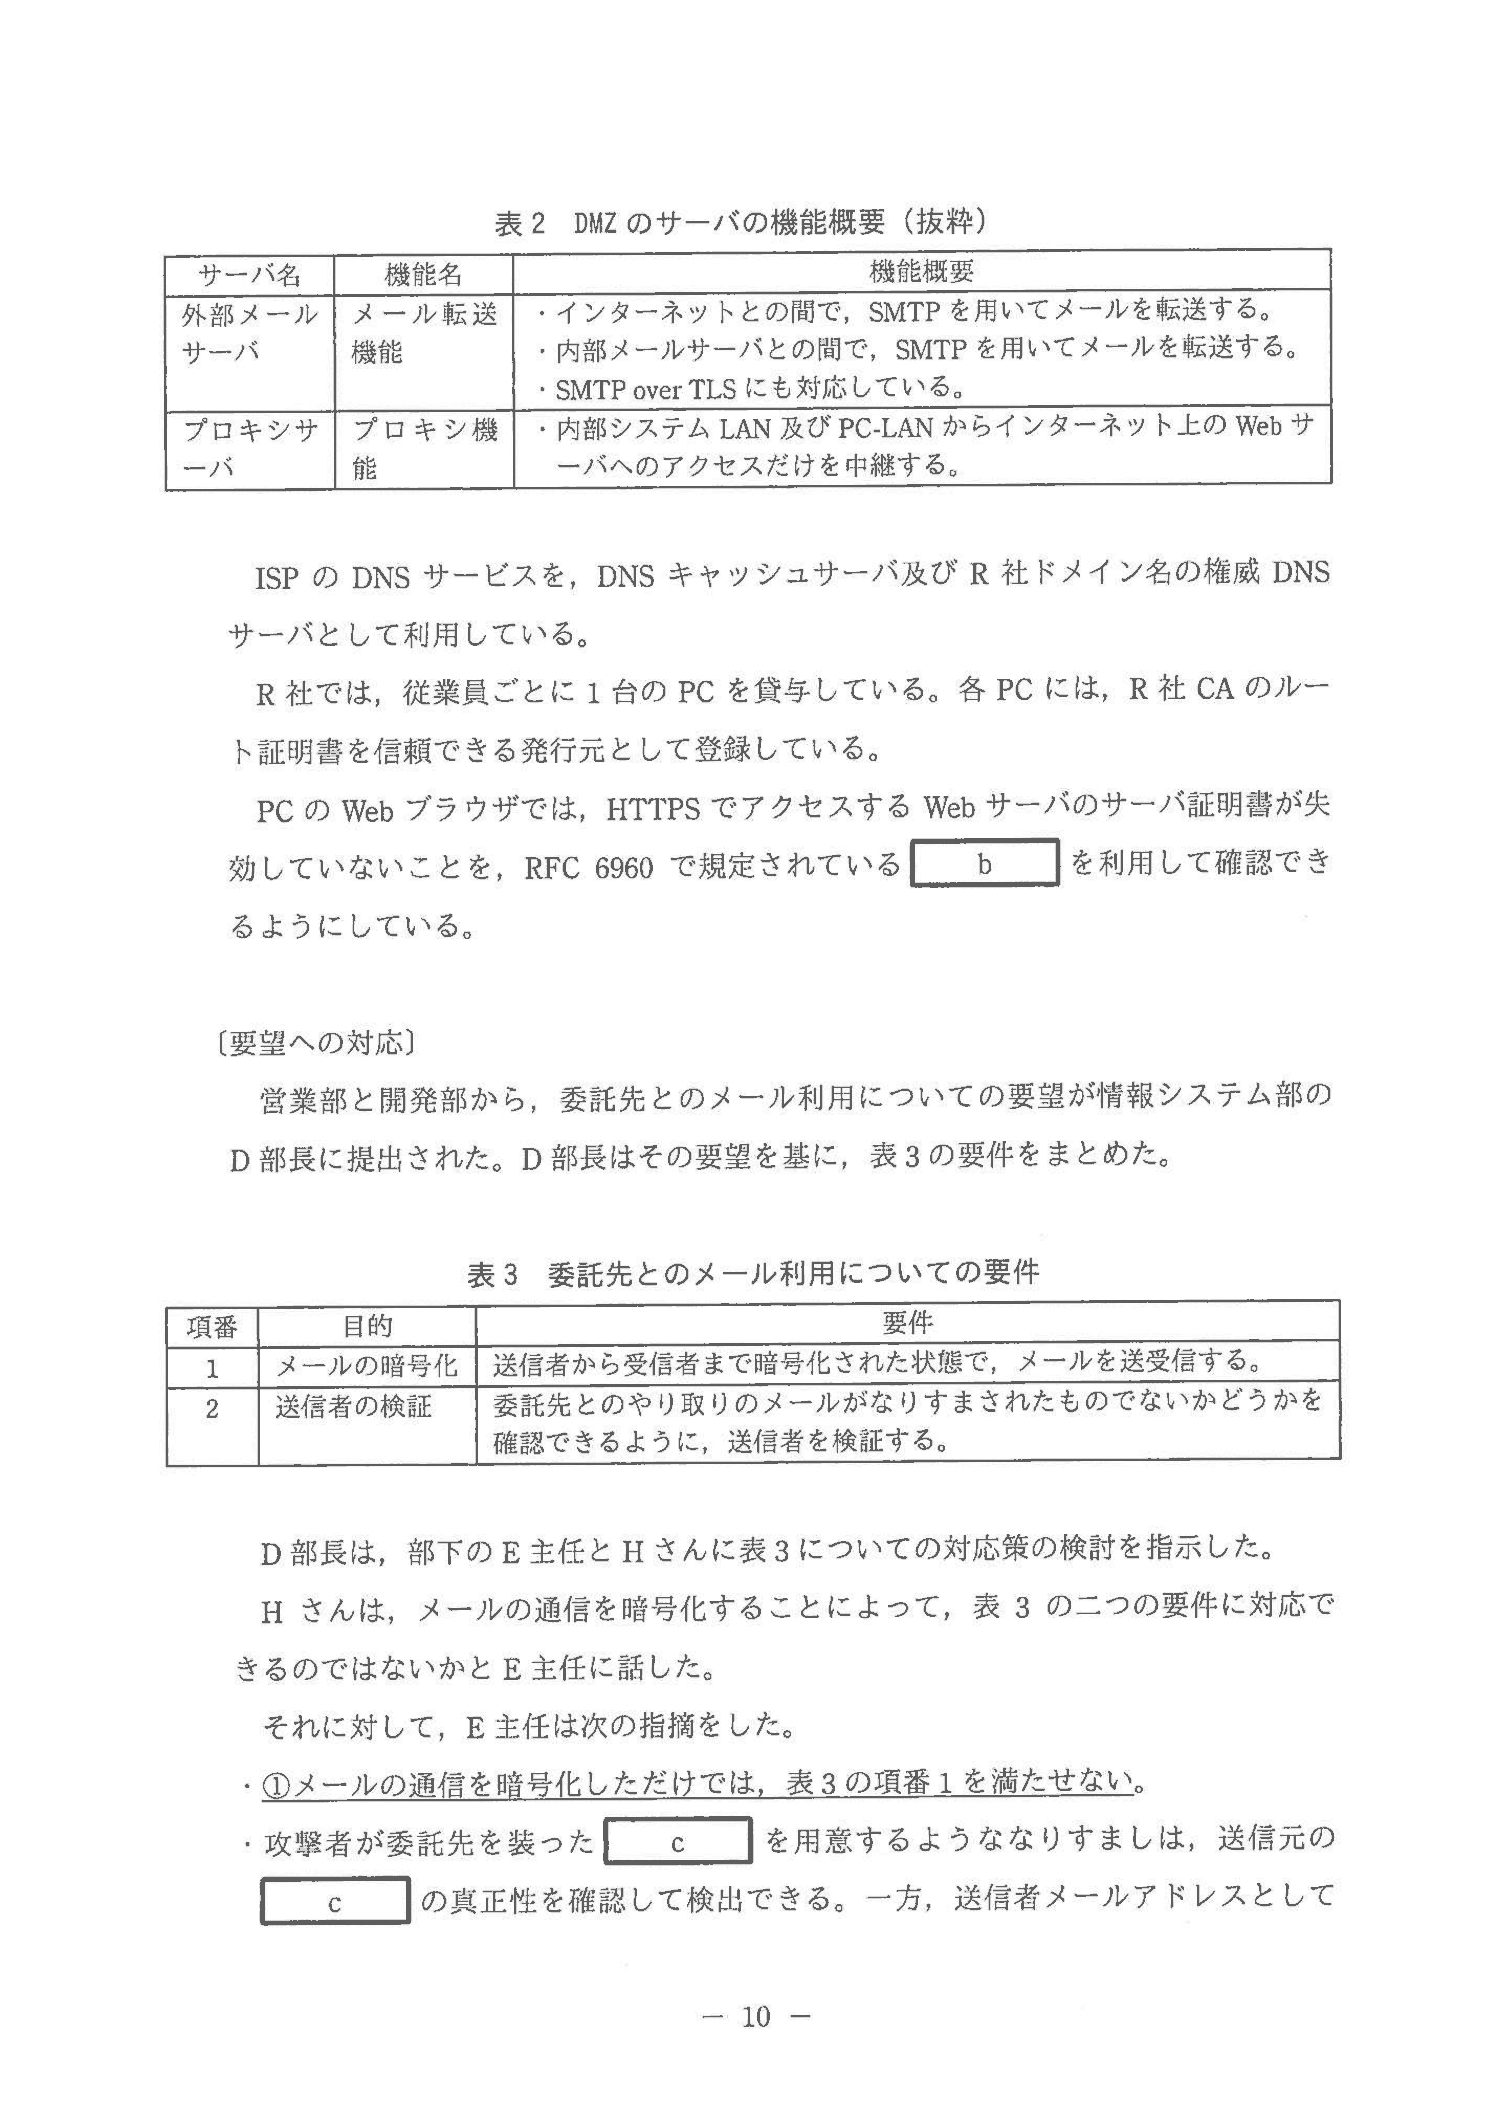 表2 DMZのサーバの機能概要（抜粋）
サーバ名 機能名 機能概要
外部メール メール転送 ・インターネットとの間で，SMTPを用いてメールを転送する。
サーバ 機能 ・内部メールサーバとの間で，SMTPを用いてメールを転送する。
・SMTP over TLSにも対応している。
プロキシサ プロキシ機 ・内部システムLAN及びPC-LANからインターネット上のWebサ
ーバ 能 ーバへのアクセスだけを中継する。
ISPのDNSサービスを，DNSキャッシュサーバ及びR社ドメイン名の権威DNS
サーバとして利用している。
R社では，従業員ごとに1台のPCを貸与している。各PCには，R社CAのルー
ト証明書を信頼できる発行元として登録している。
PCのWebブラウザでは，HTTPSでアクセスするWebサーバのサーバ証明書が失
効していないことを，RFC 6960で規定されている b を利用して確認でき
るようにしている。
〔要望への対応〕
営業部と開発部から，委託先とのメール利用についての要望が情報システム部の
D部長に提出された。D部長はその要望を基に，表3の要件をまとめた。
表3 委託先とのメール利用についての要件
項番 目的 要件
1 メールの暗号化 送信者から受信者まで暗号化された状態で，メールを送受信する。
2 送信者の検証 委託先とのやり取りのメールがなりすまされたものでないかどうかを
確認できるように，送信者を検証する。
D部長は，部下のE主任とHさんに表3についての対応策の検討を指示した。
Hさんは，メールの通信を暗号化することによって，表3の二つの要件に対応で
きるのではないかとE主任に話した。
それに対して，E主任は次の指摘をした。
・①メールの通信を暗号化しただけでは，表3の項番1を満たせない。
・攻撃者が委託先を装った c を用意するようななりすましは，送信元の
c の真正性を確認して検出できる。一方，送信者メールアドレスとして
－ 10 －